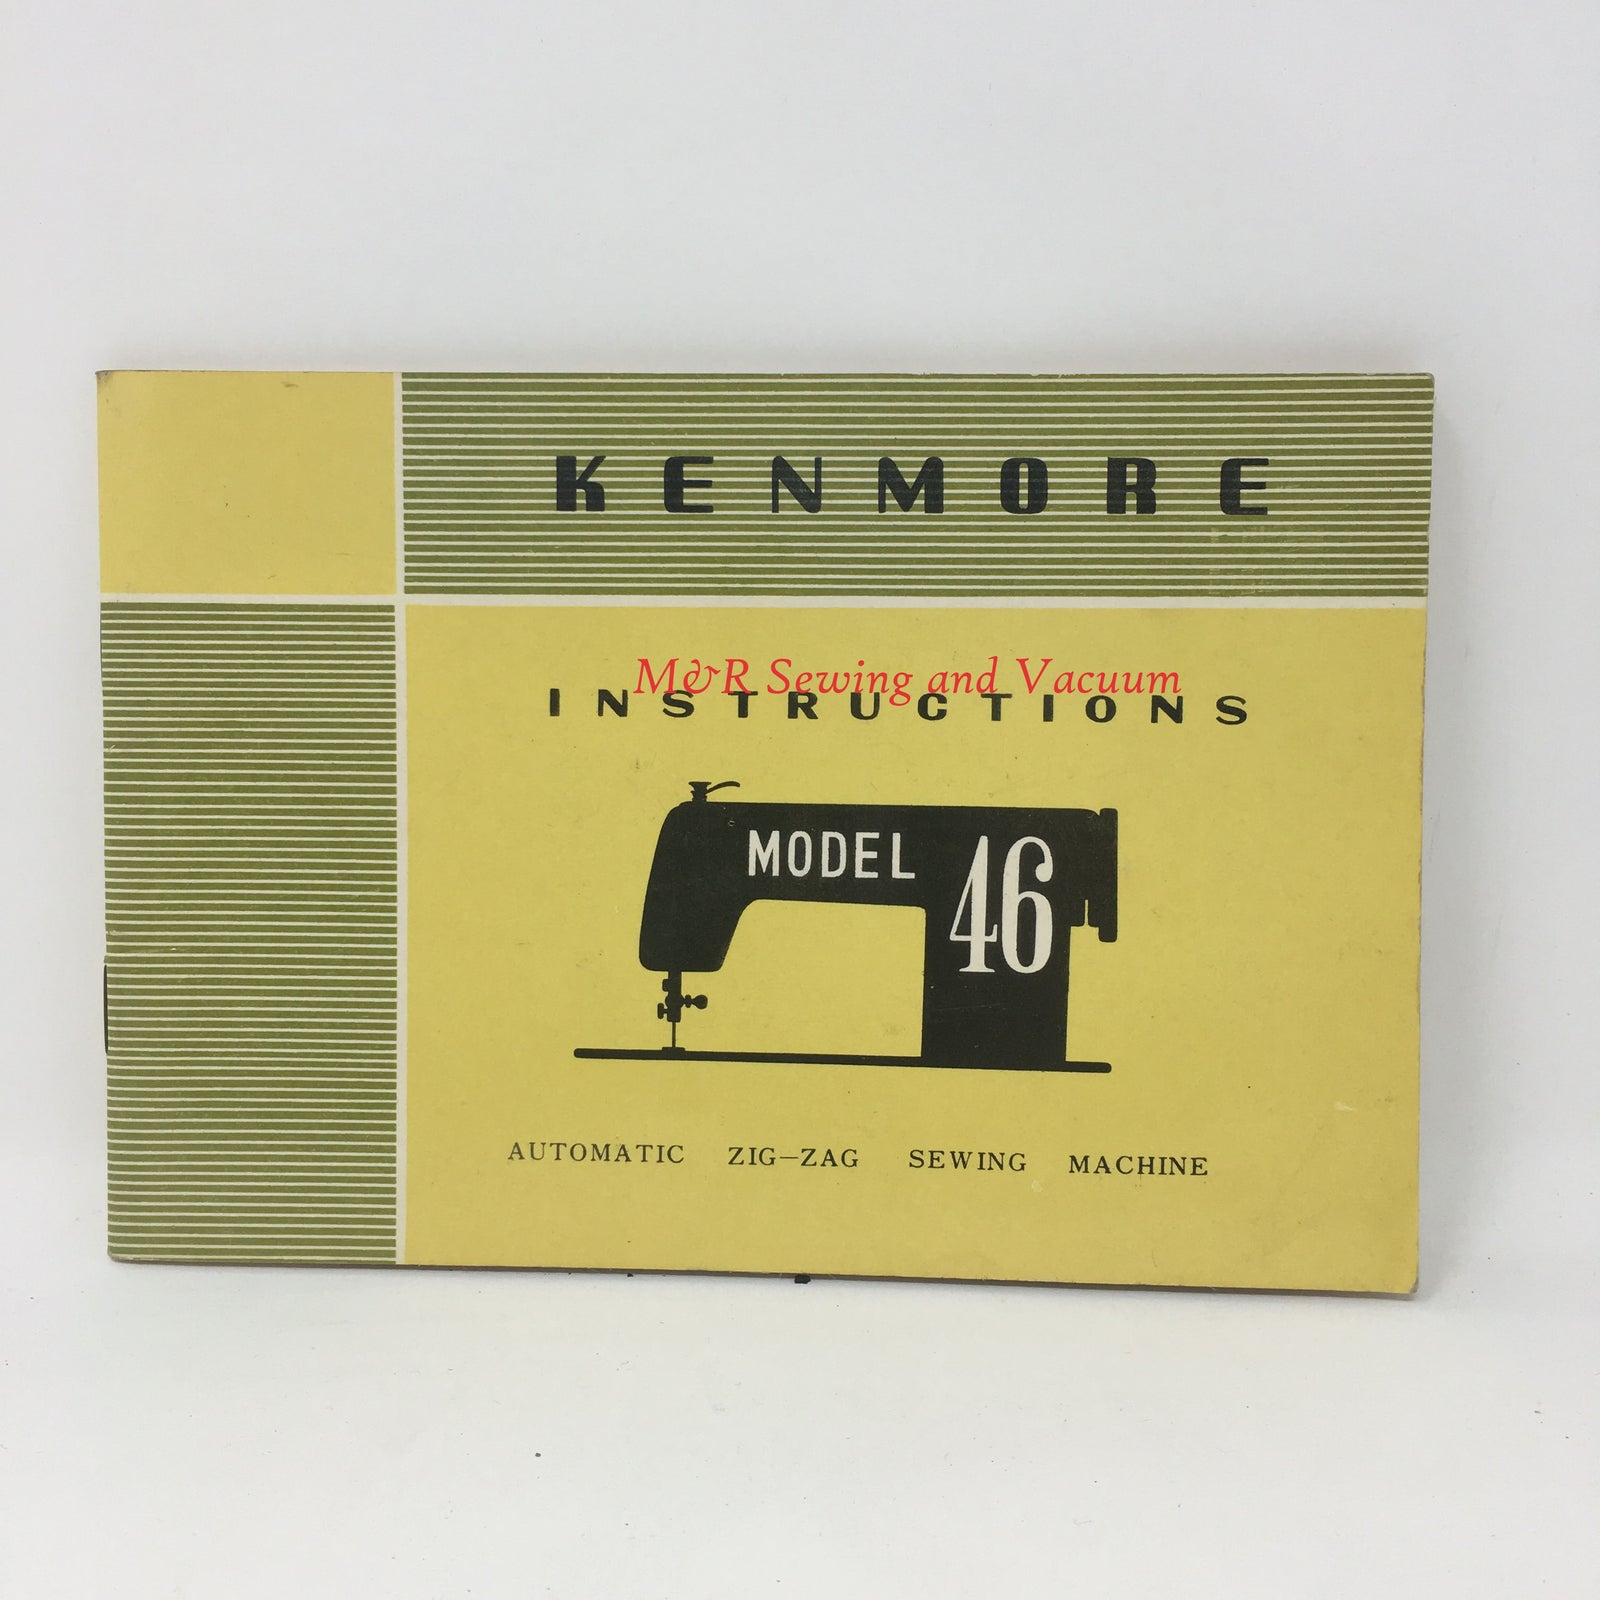 KENMORE
M&R Sewing and Vacuum
INSTRUCTIONS
MODEL 46
AUTOMATIC ZIG-ZAG SEWING MACHINE